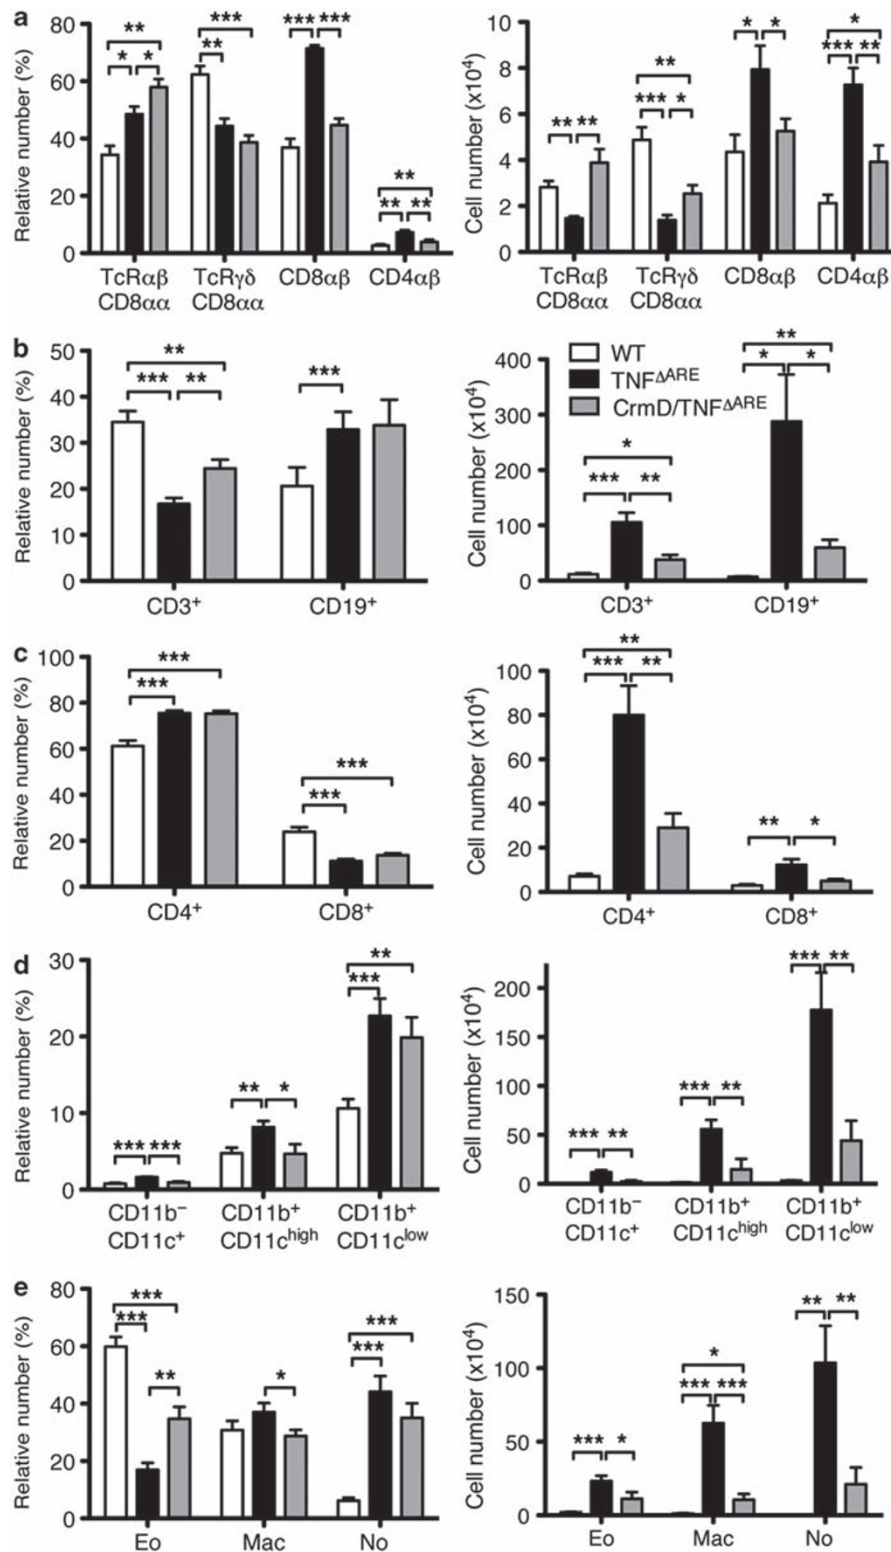 a
Relative number (%)
80
60
40
20
0
** *** *** ***
* * ** **
** **
TcRαβ TcRγδ CD8αβ CD4αβ
CD8αα CD8αα
Cell number (x10⁴)
10
8
6
4
2
0
* * *
** *** **
** ** *** *
TcRαβ TcRγδ CD8αβ CD4αβ
CD8αα CD8αα
b
Relative number (%)
50
40
30
20
10
0
** ***
*** **
CD3⁺ CD19⁺
WT
TNF^ΔARE
CrmD/TNF^ΔARE
Cell number (x10⁴)
400
300
200
100
0
**
* *
*
*** **
CD3⁺ CD19⁺
c
Relative number (%)
100
80
60
40
20
0
***
***
***
***
CD4⁺ CD8⁺
Cell number (x10⁴)
100
80
60
40
20
0
**
*** **
** *
CD4⁺ CD8⁺
d
Relative number (%)
30
20
10
0
**
***
** *
*** ***
CD11b⁻ CD11b⁺ CD11b⁺
CD11c⁺ CD11c^high CD11c^low
Cell number (x10⁴)
200
150
100
50
0
*** **
*** **
*** **
CD11b⁻ CD11b⁺ CD11b⁺
CD11c⁺ CD11c^high CD11c^low
e
Relative number (%)
80
60
40
20
0
*** ***
*** ***
** *
Eo Mac No
Cell number (x10⁴)
150
100
50
0
** **
*
*** ***
*** *
Eo Mac No